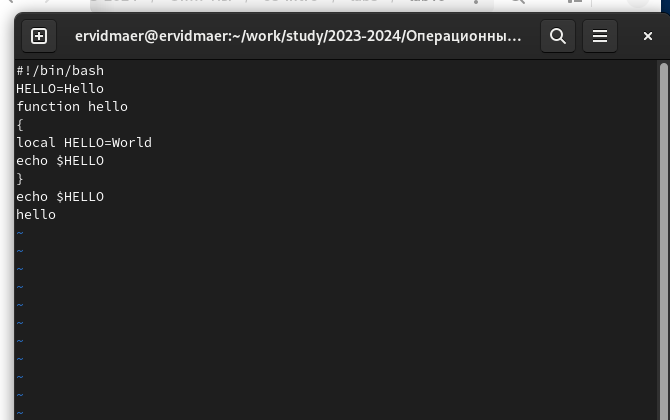 ervidmaer@ervidmaer:~/work/study/2023-2024/Операционны…
#!/bin/bash
HELLO=Hello
function hello
{
local HELLO=World
echo $HELLO
}
echo $HELLO
hello
~
~
~
~
~
~
~
~
~
~
~